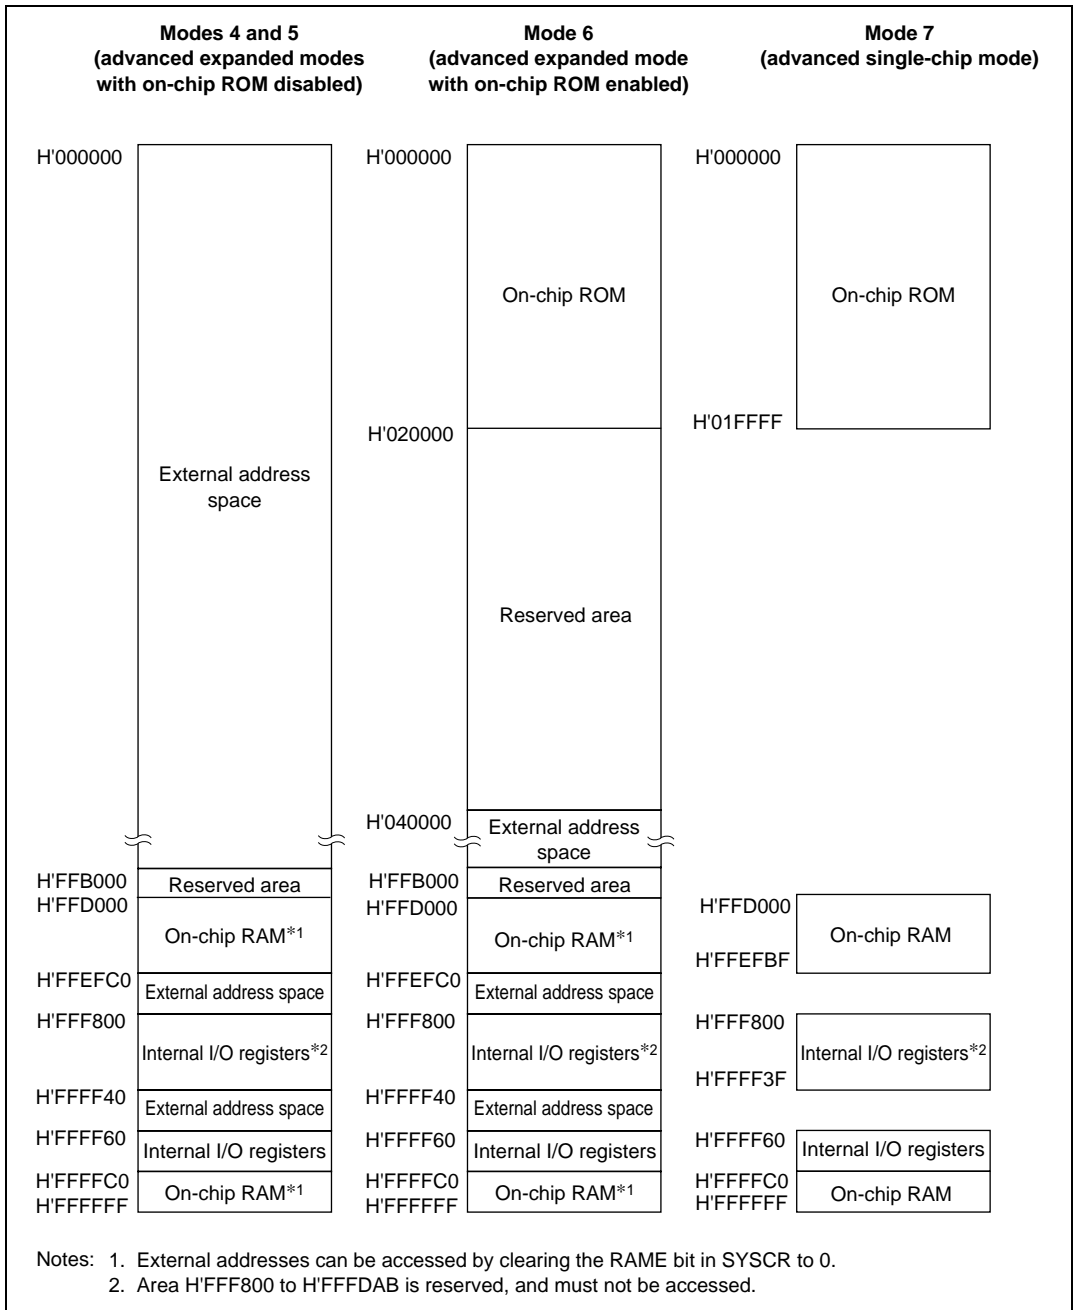 Modes 4 and 5
(advanced expanded modes
with on-chip ROM disabled)
Mode 6
(advanced expanded mode
with on-chip ROM enabled)
Mode 7
(advanced single-chip mode)
H'000000
External address
space
H'FFB000
Reserved area
H'FFD000
On-chip RAM*1
H'FFEFC0
External address space
H'FFF800
Internal I/O registers*2
H'FFFF40
External address space
H'FFFF60
Internal I/O registers
H'FFFFC0
On-chip RAM*1
H'FFFFFF
H'000000
On-chip ROM
H'020000
Reserved area
H'040000
External address
space
H'FFB000
Reserved area
H'FFD000
On-chip RAM*1
H'FFEFC0
External address space
H'FFF800
Internal I/O registers*2
H'FFFF40
External address space
H'FFFF60
Internal I/O registers
H'FFFFC0
On-chip RAM*1
H'FFFFFF
H'000000
On-chip ROM
H'01FFFF
H'FFD000
On-chip RAM
H'FFEFBF
H'FFF800
Internal I/O registers*2
H'FFFF3F
H'FFFF60
Internal I/O registers
H'FFFFC0
On-chip RAM
H'FFFFFF
Notes: 1. External addresses can be accessed by clearing the RAME bit in SYSCR to 0.
2. Area H'FFF800 to H'FFFDAB is reserved, and must not be accessed.